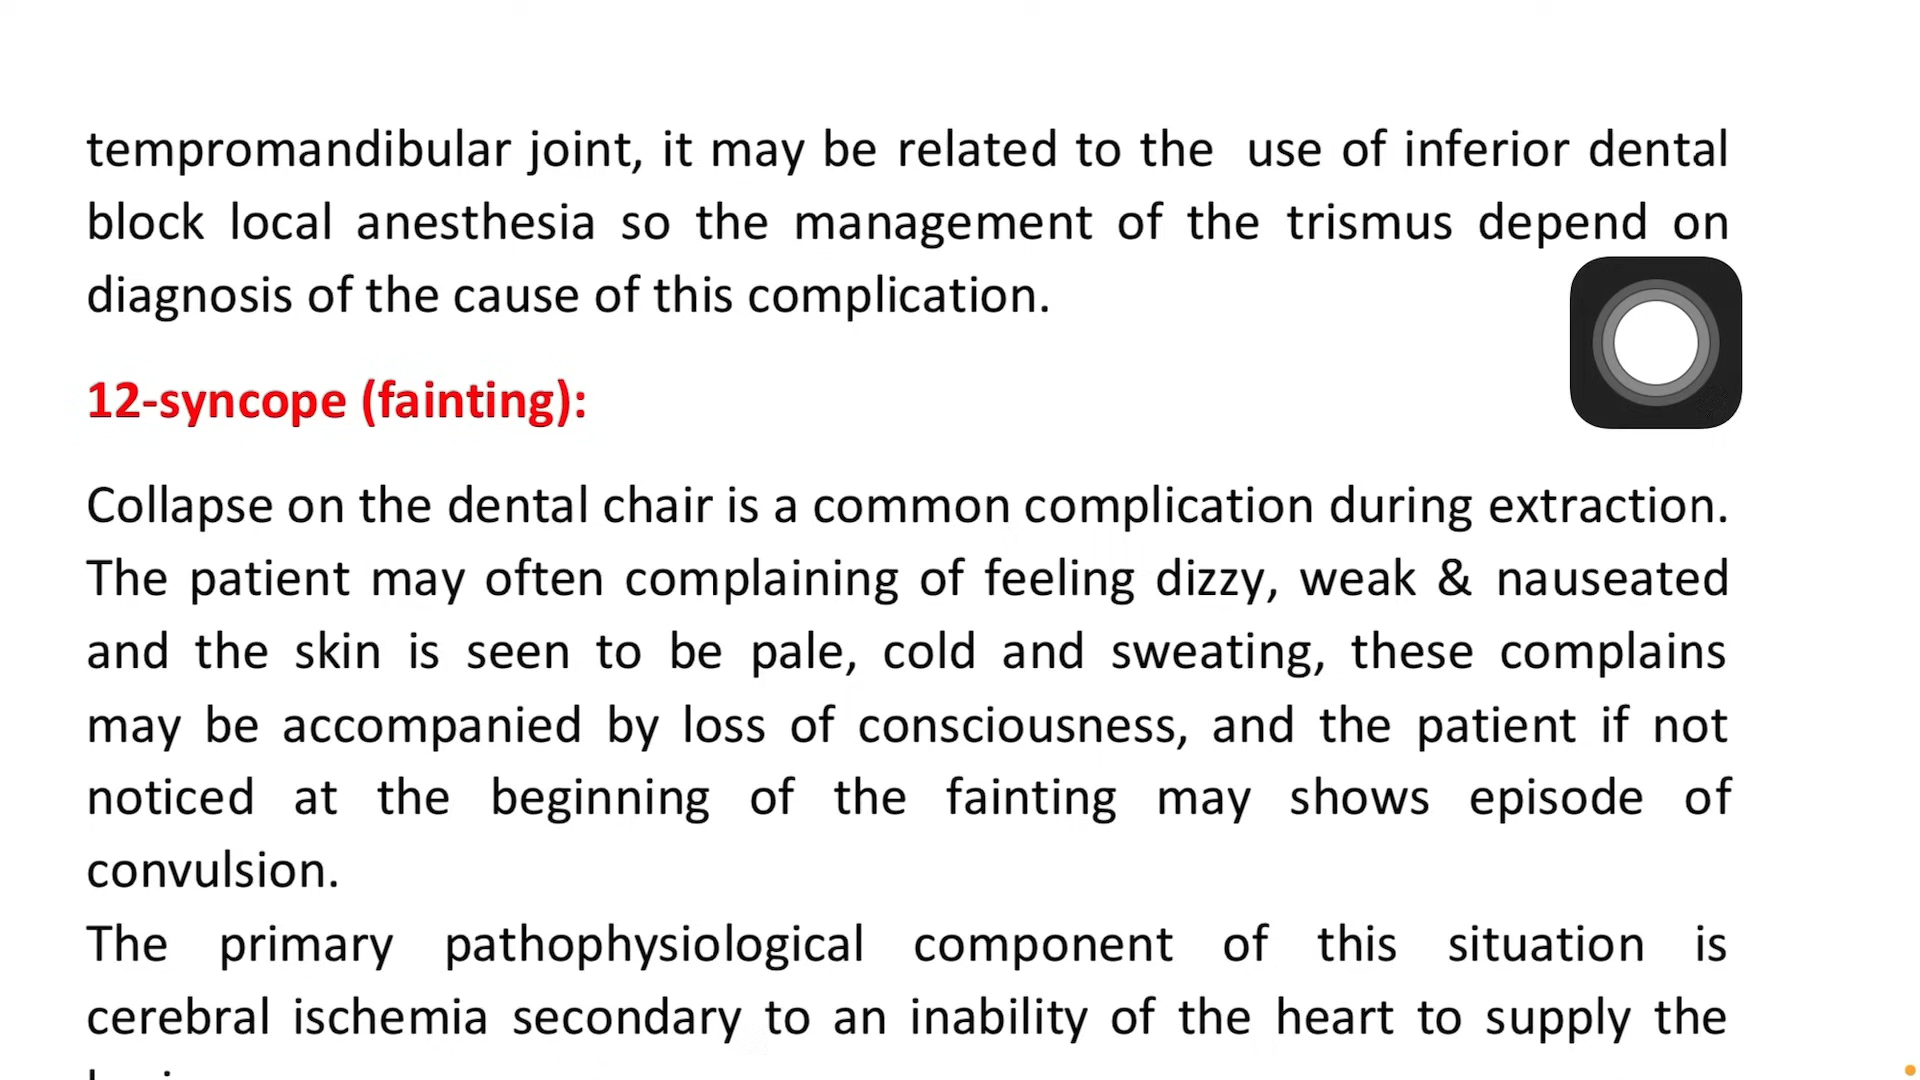 tempromandibular joint, it may be related to the use of inferior dental
block local anesthesia so the management of the trismus depend on
diagnosis of the cause of this complication.
12-syncope (fainting):
Collapse on the dental chair is a common complication during extraction.
The patient may often complaining of feeling dizzy, weak & nauseated
and the skin is seen to be pale, cold and sweating, these complains
may be accompanied by loss of consciousness, and the patient if not
noticed at the beginning of the fainting may shows episode of
convulsion.
The primary pathophysiological component of this situation is
cerebral ischemia secondary to an inability of the heart to supply the